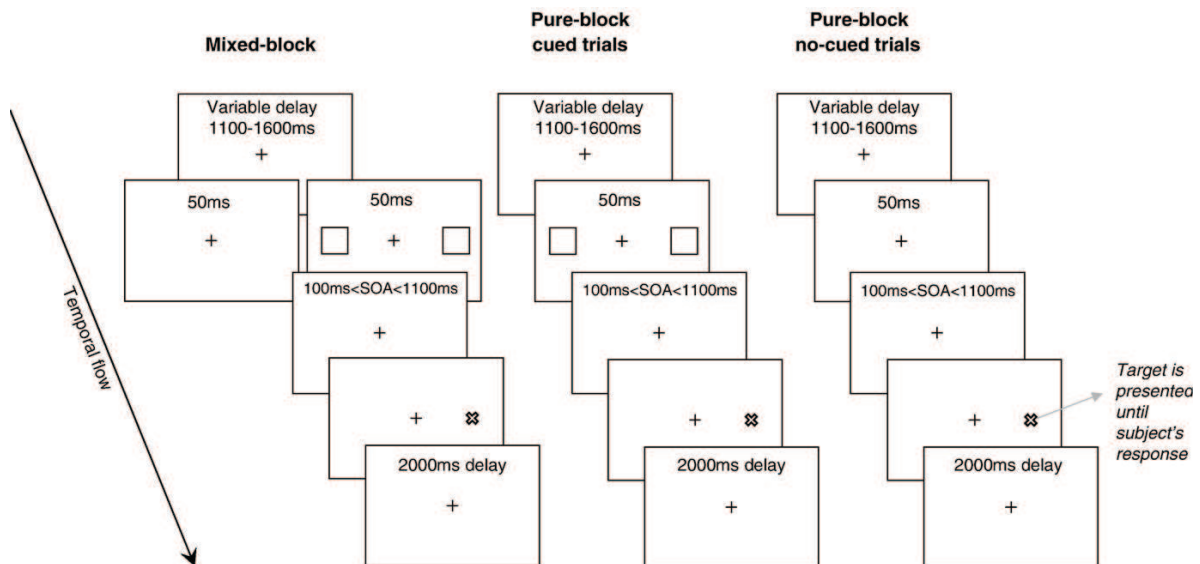 Mixed-block
Pure-block
cued trials
Pure-block
no-cued trials
Variable delay
1100-1600ms
Variable delay
1100-1600ms
Variable delay
1100-1600ms
50ms
50ms
50ms
50ms
100ms<SOA<1100ms
100ms<SOA<1100ms
100ms<SOA<1100ms
Temporal flow
Target is
presented
until
subject's
response
2000ms delay
2000ms delay
2000ms delay